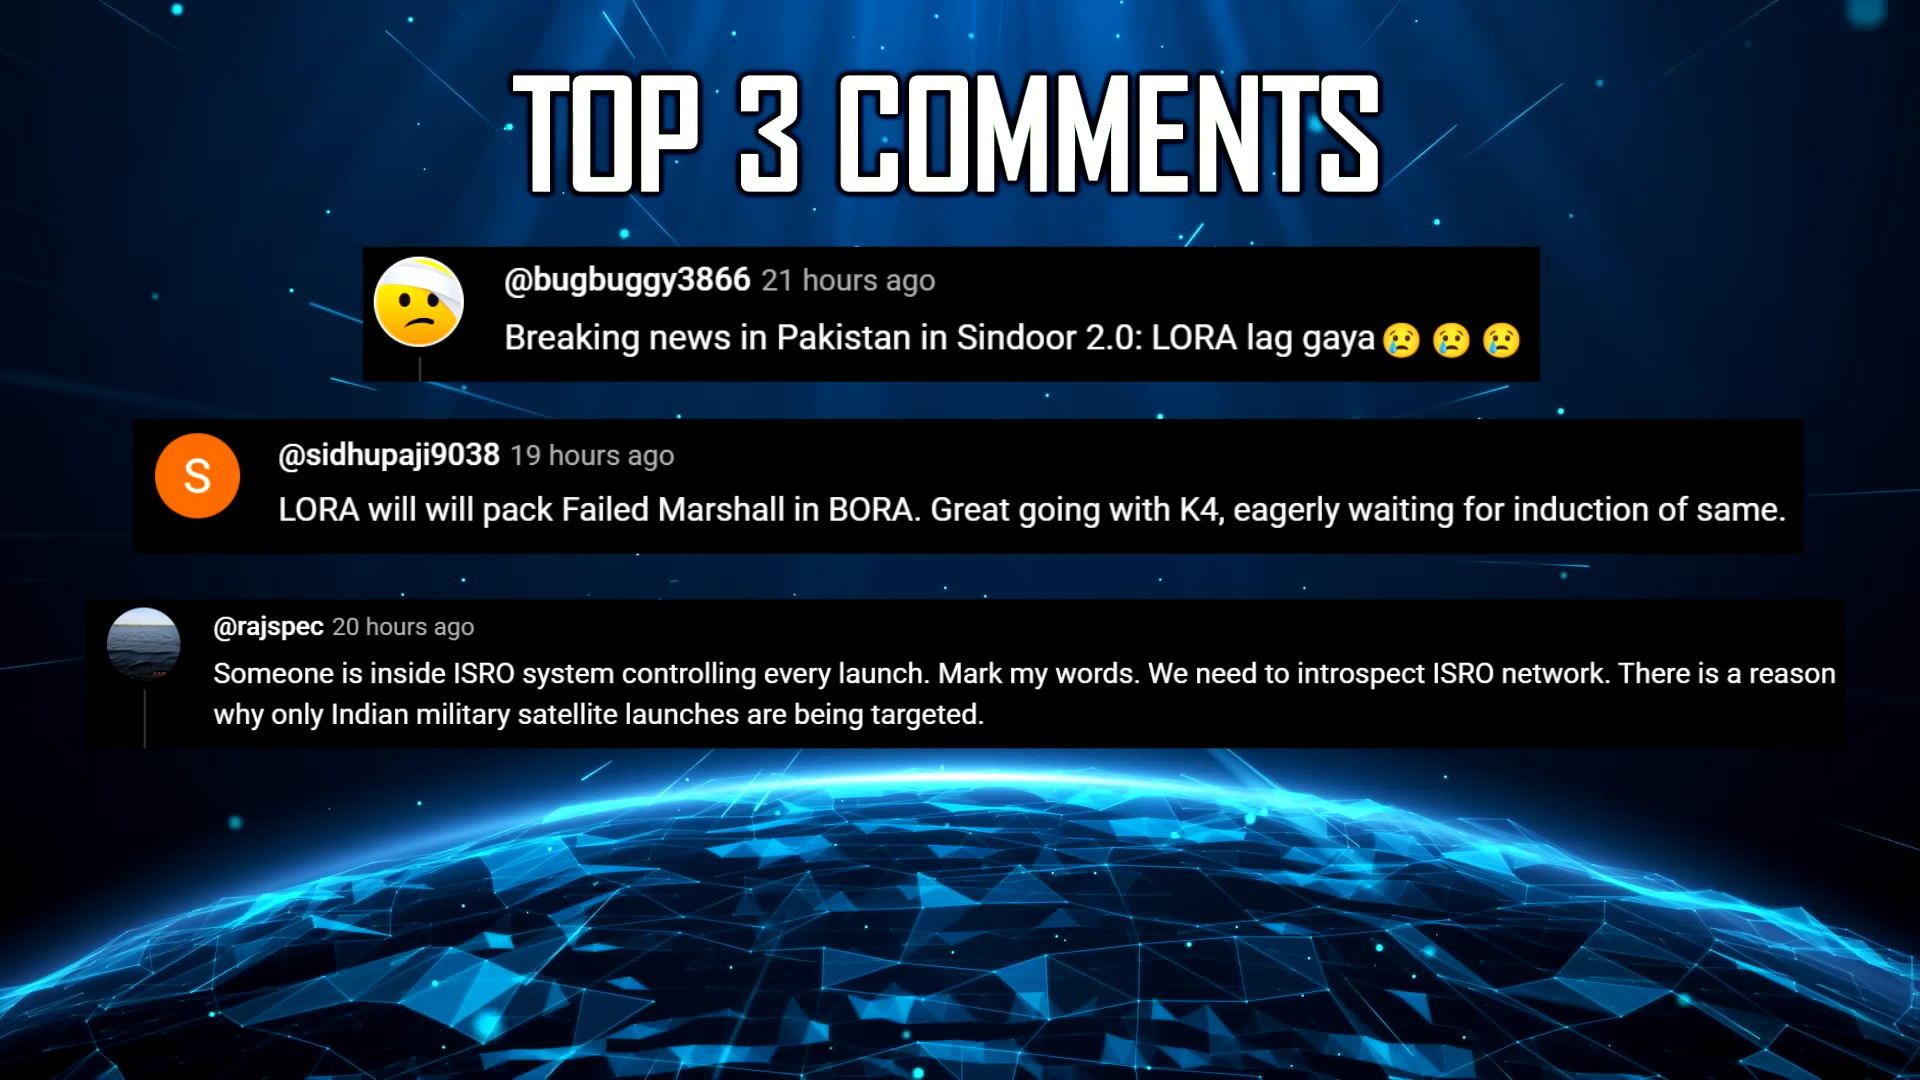 TOP 3 COMMENTS
@bugbuggy3866 21 hours ago
Breaking news in Pakistan in Sindoor 2.0: LORA lag gaya😢😢😢
S
@sidhupaji9038 19 hours ago
LORA will will pack Failed Marshall in BORA. Great going with K4, eagerly waiting for induction of same.
@rajspec 20 hours ago
Someone is inside ISRO system controlling every launch. Mark my words. We need to introspect ISRO network. There is a reason
why only Indian military satellite launches are being targeted.